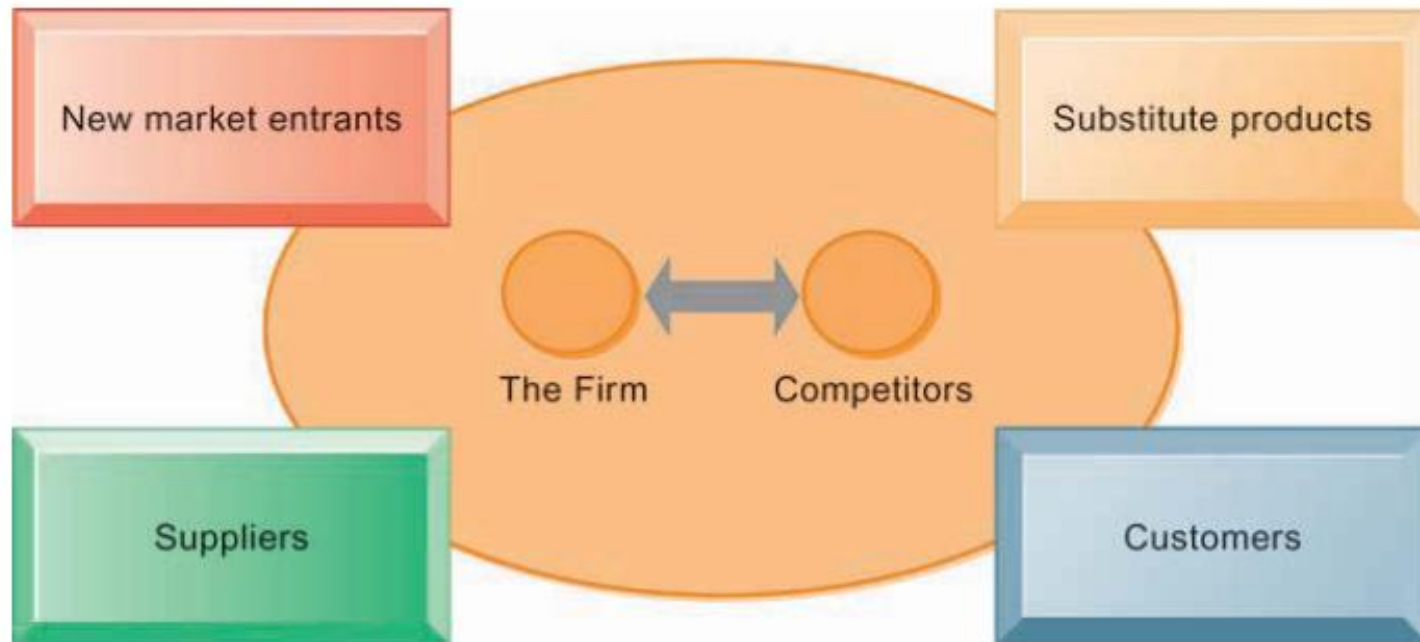 New market entrants
Substitute products
The Firm
Competitors
Suppliers
Customers